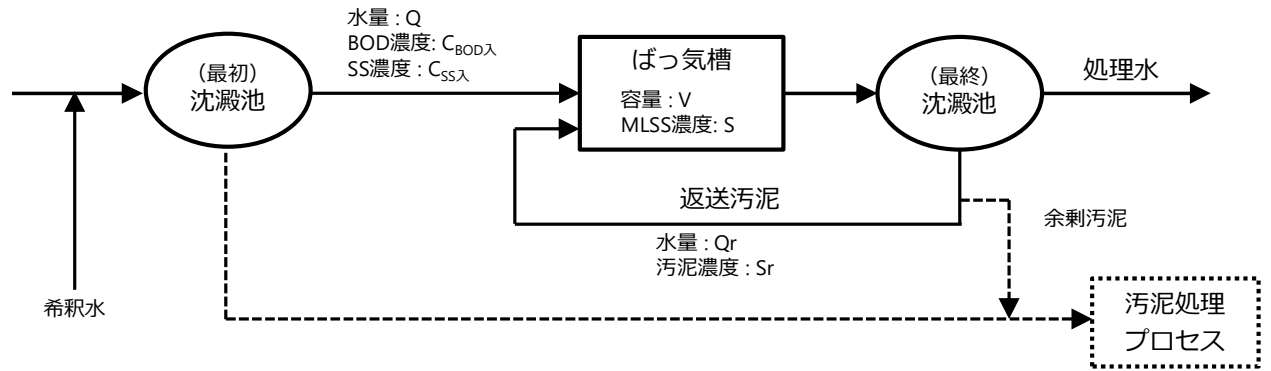 水量 : Q
BOD濃度: CBOD入
SS濃度 : CSS入
(最初)
沈澱池
ばっ気槽
容量 : V
MLSS濃度: S
(最終)
沈澱池
処理水
返送汚泥
水量 : Qr
汚泥濃度 : Sr
余剰汚泥
希釈水
汚泥処理
プロセス